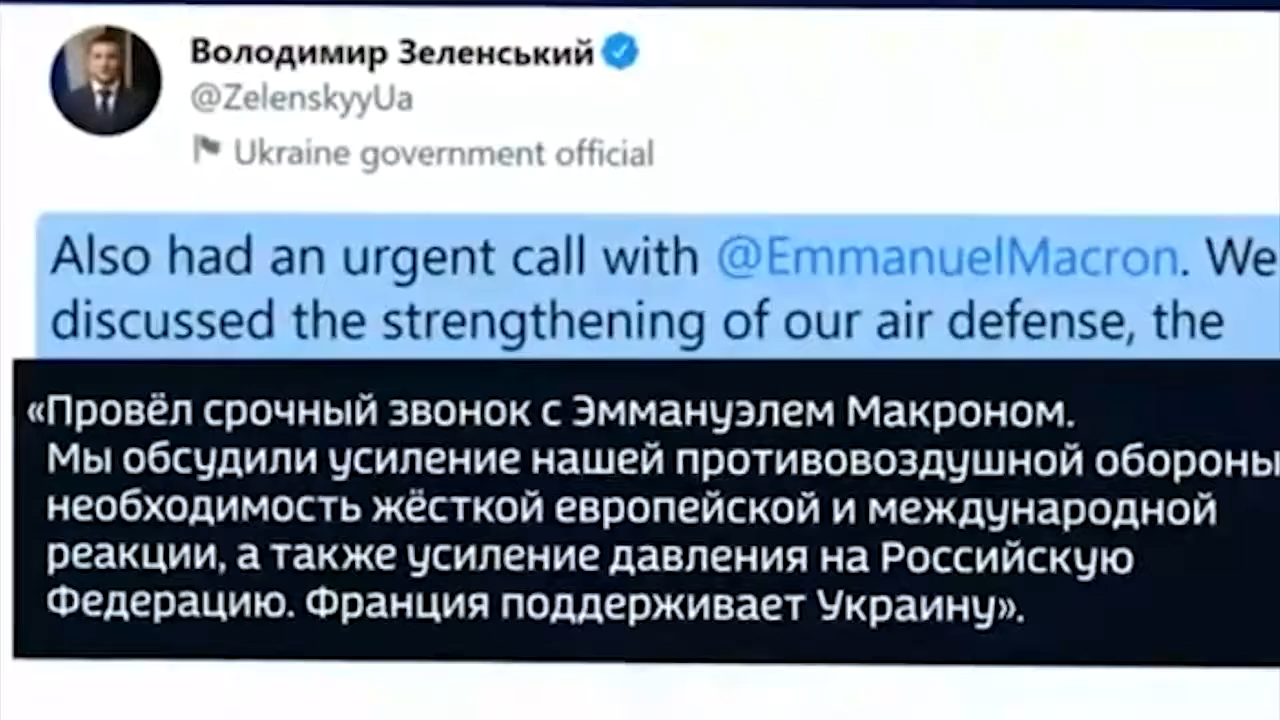 Володимир Зеленський
@ZelenskyyUa
Ukraine government official
Also had an urgent call with @EmmanuelMacron. We
discussed the strengthening of our air defense, the
«Провёл срочный звонок с Эммануэлем Макроном.
Мы обсудили усиление нашей противовоздушной обороны
необходимость жёсткой европейской и международной
реакции, а также усиление давления на Российскую
Федерацию. Франция поддерживает Украину».